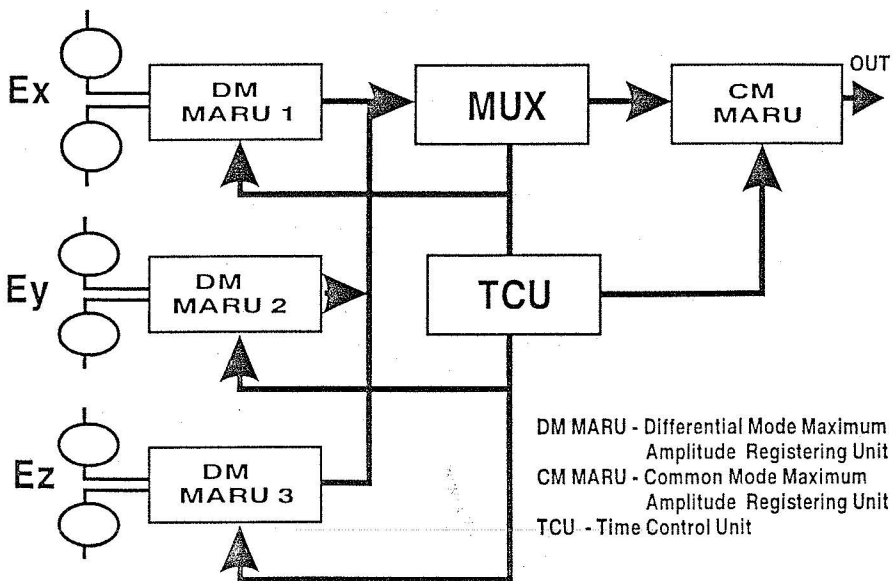 Ex
DM
MARU 1
MUX
CM
MARU
OUT
Ey
DM
MARU 2
TCU
Ez
DM
MARU 3
DM MARU - Differential Mode Maximum
Amplitude Registering Unit
CM MARU - Common Mode Maximum
Amplitude Registering Unit
TCU - Time Control Unit